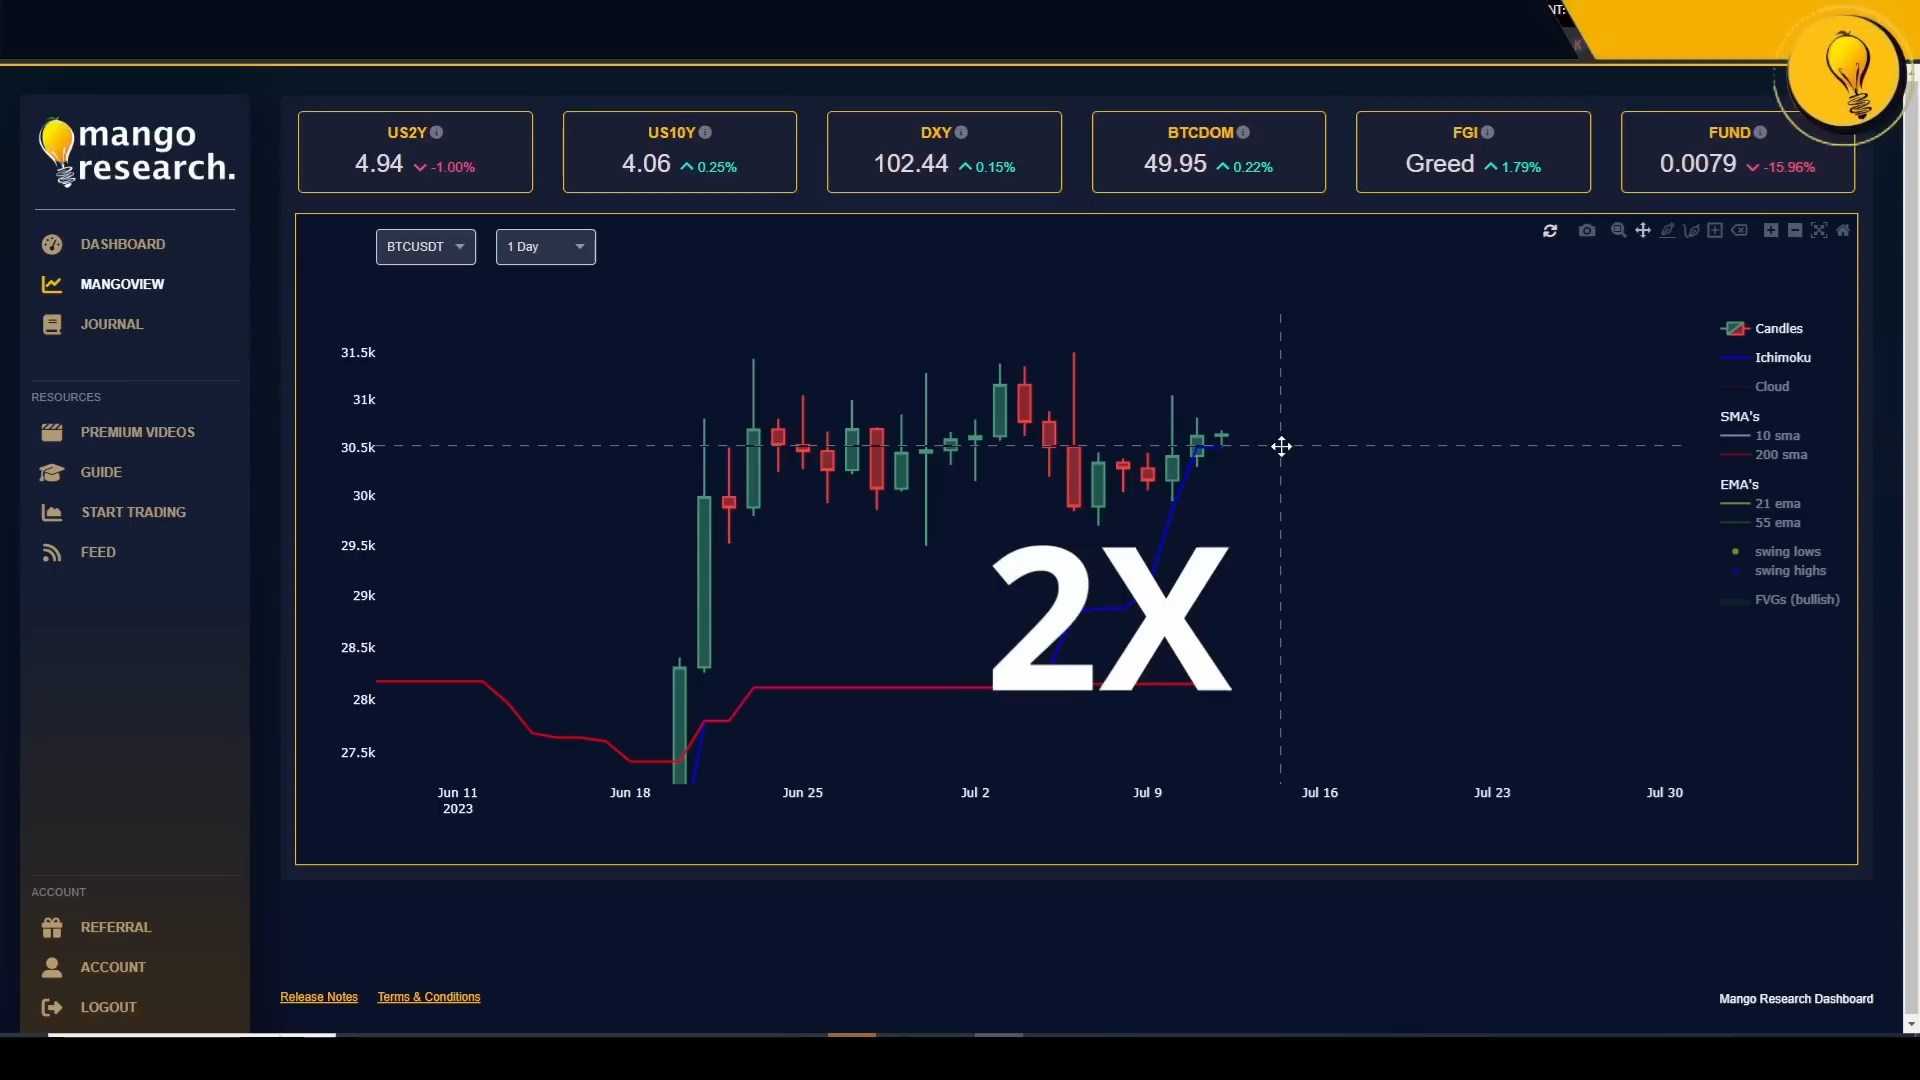 NT:
K
mango
research.
US2Y
4.94 -1.00%
US10Y
4.06 0.25%
DXY
102.44 0.15%
BTCDOM
49.95 0.22%
FGI
Greed 1.79%
FUND
0.0079 -15.96%
DASHBOARD
MANGOVIEW
JOURNAL
RESOURCES
PREMIUM VIDEOS
GUIDE
START TRADING
FEED
ACCOUNT
REFERRAL
ACCOUNT
LOGOUT
BTCUSDT
1 Day
31.5k
31k
30.5k
30k
29.5k
29k
28.5k
28k
27.5k
Jun 11
2023
Jun 18
Jun 25
Jul 2
Jul 9
Jul 16
Jul 23
Jul 30
2X
Candles
Ichimoku
Cloud
SMA's
10 sma
200 sma
EMA's
21 ema
55 ema
swing lows
swing highs
FVGs (bullish)
Release Notes
Terms & Conditions
Mango Research Dashboard